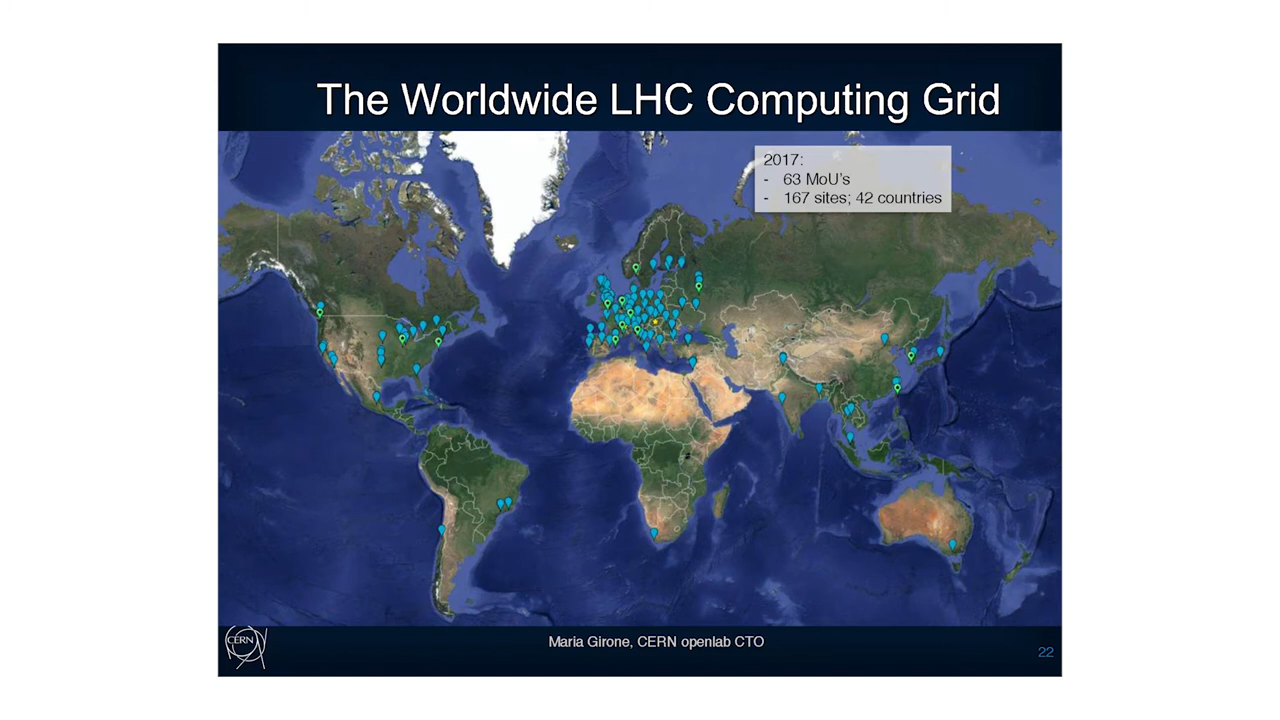 The Worldwide LHC Computing Grid
2017:
- 63 MoU's
- 167 sites; 42 countries
CERN
Maria Girone, CERN openlab CTO
22